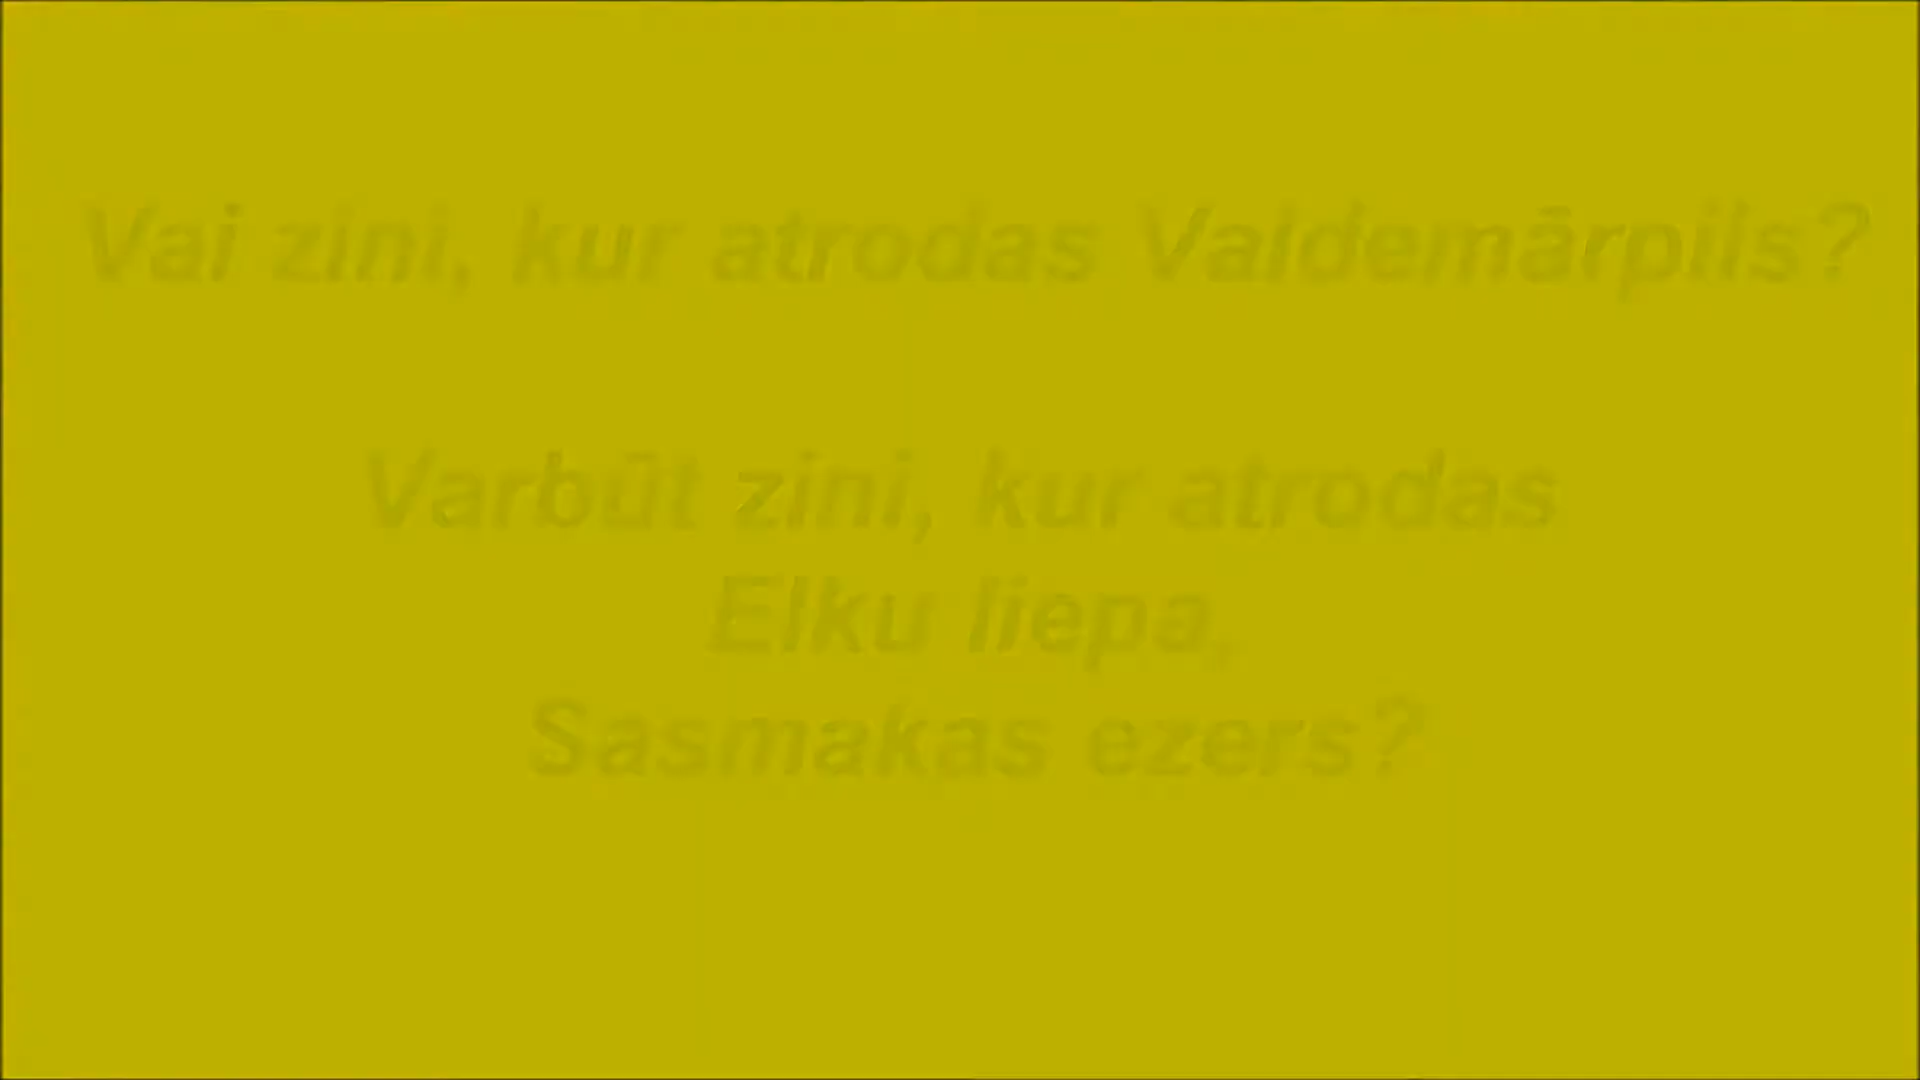 Vai zini, kur atrodas Valdemārpils?
Varbūt zini, kur atrodas
Elku liepa,
Sasmakas ezers?